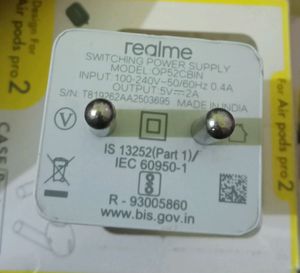 Design For
Air pods pro 2
realme
SWITCHING POWER SUPPLY
MODEL:OP52CBIN
INPUT:100-240V~50/60Hz 0.4A
OUTPUT:5V⎓2A
S/N: T819262AA2503695 MADE IN INDIA
V
IS 13252(Part 1)/
IEC 60950-1
R - 93005860
www.bis.gov.in
For
Air pods pro 2